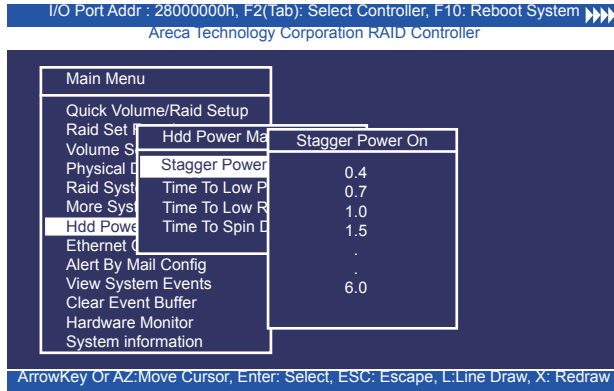 I/O Port Addr : 28000000h, F2(Tab): Select Controller, F10: Reboot System
Areca Technology Corporation RAID Controller
Main Menu
Quick Volume/Raid Setup
Raid Set
Volume
Physical
Raid
More
Hdd
Ethernet
Alert By Mail Config
View System Events
Clear Event Buffer
Hardware Monitor
System information
Hdd Power
Stagger Power
Time To Low
Time To Low
Time To Spin
Stagger Power On
0.4
0.7
1.0
1.5
.
.
6.0
ArrowKey Or AZ:Move Cursor, Enter: Select, ESC: Escape, L:Line Draw, X: Redraw